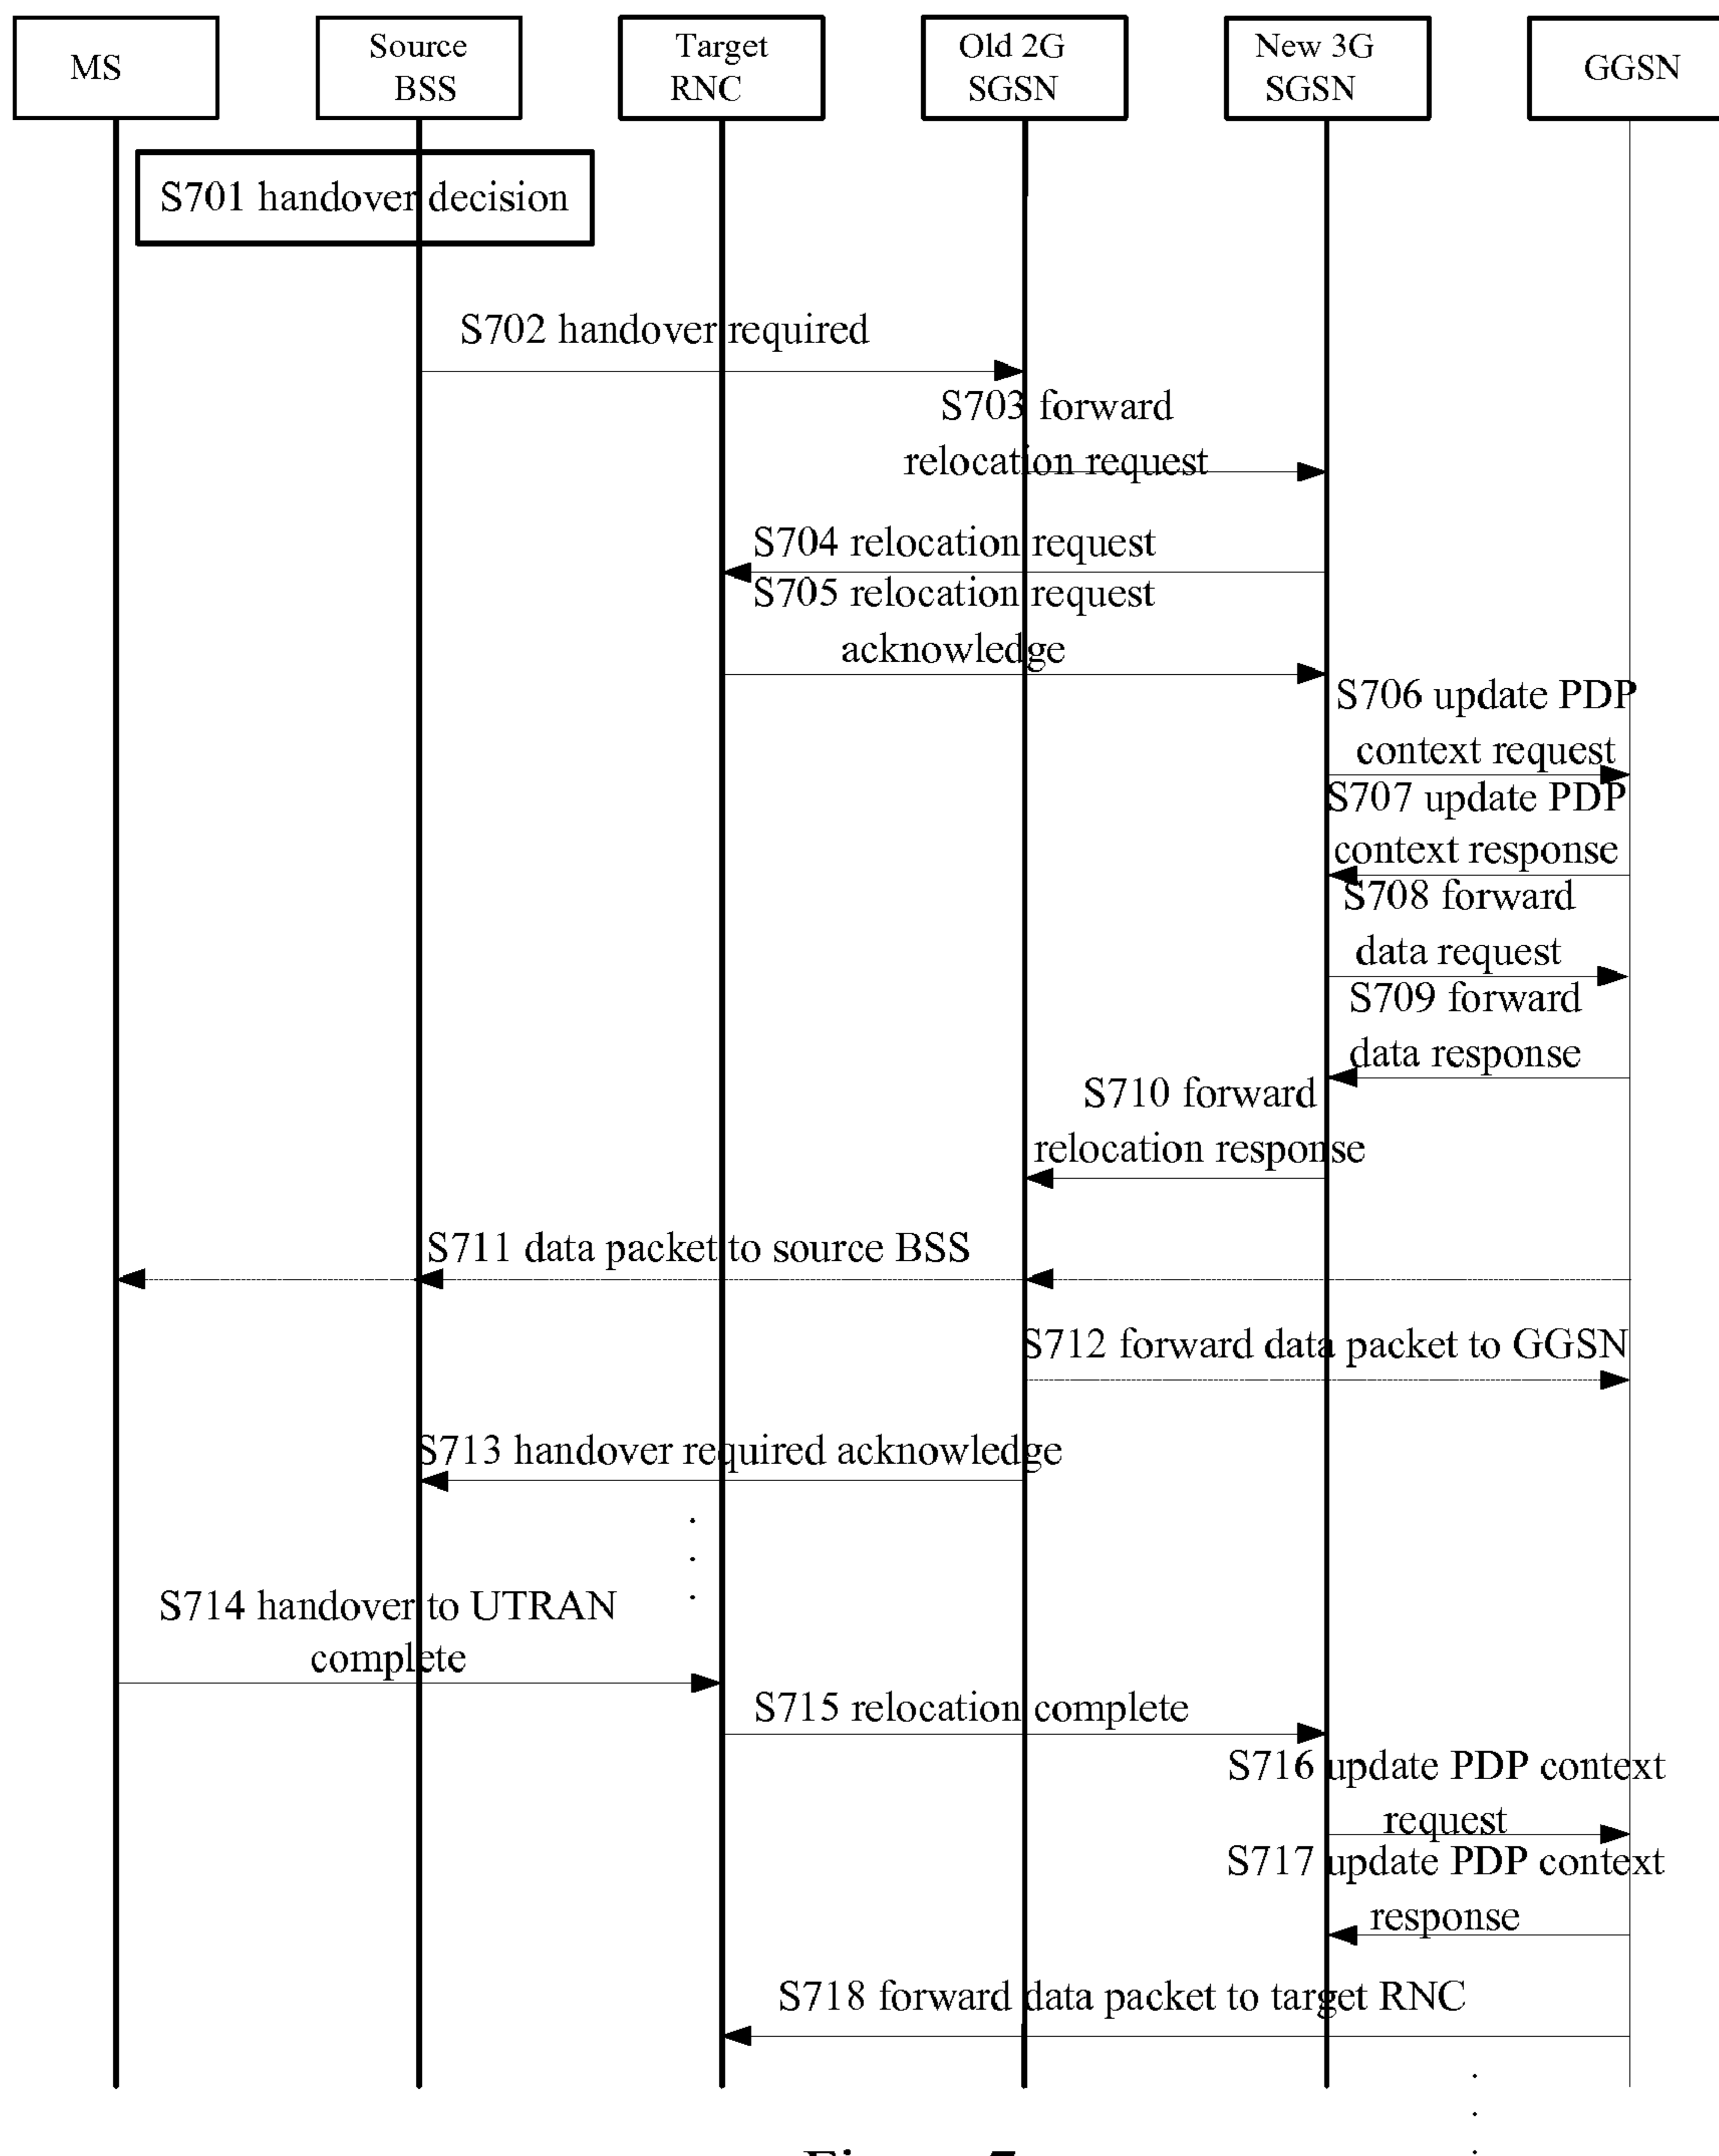 MS
Source
BSS
Target
RNC
Old 2G
SGSN
New 3G
SGSN
GGSN
S701 handover decision
S702 handover required
S703 forward
relocation request
S704 relocation request
S705 relocation request
acknowledge
S706 update PDP
context request
S707 update PDP
context response
S708 forward
data request
S709 forward
data response
S710 forward
relocation response
S711 data packet to source BSS
S712 forward data packet to GGSN
S713 handover required acknowledge
S714 handover to UTRAN
complete
S715 relocation complete
S716 update PDP context
request
S717 update PDP context
response
S718 forward data packet to target RNC